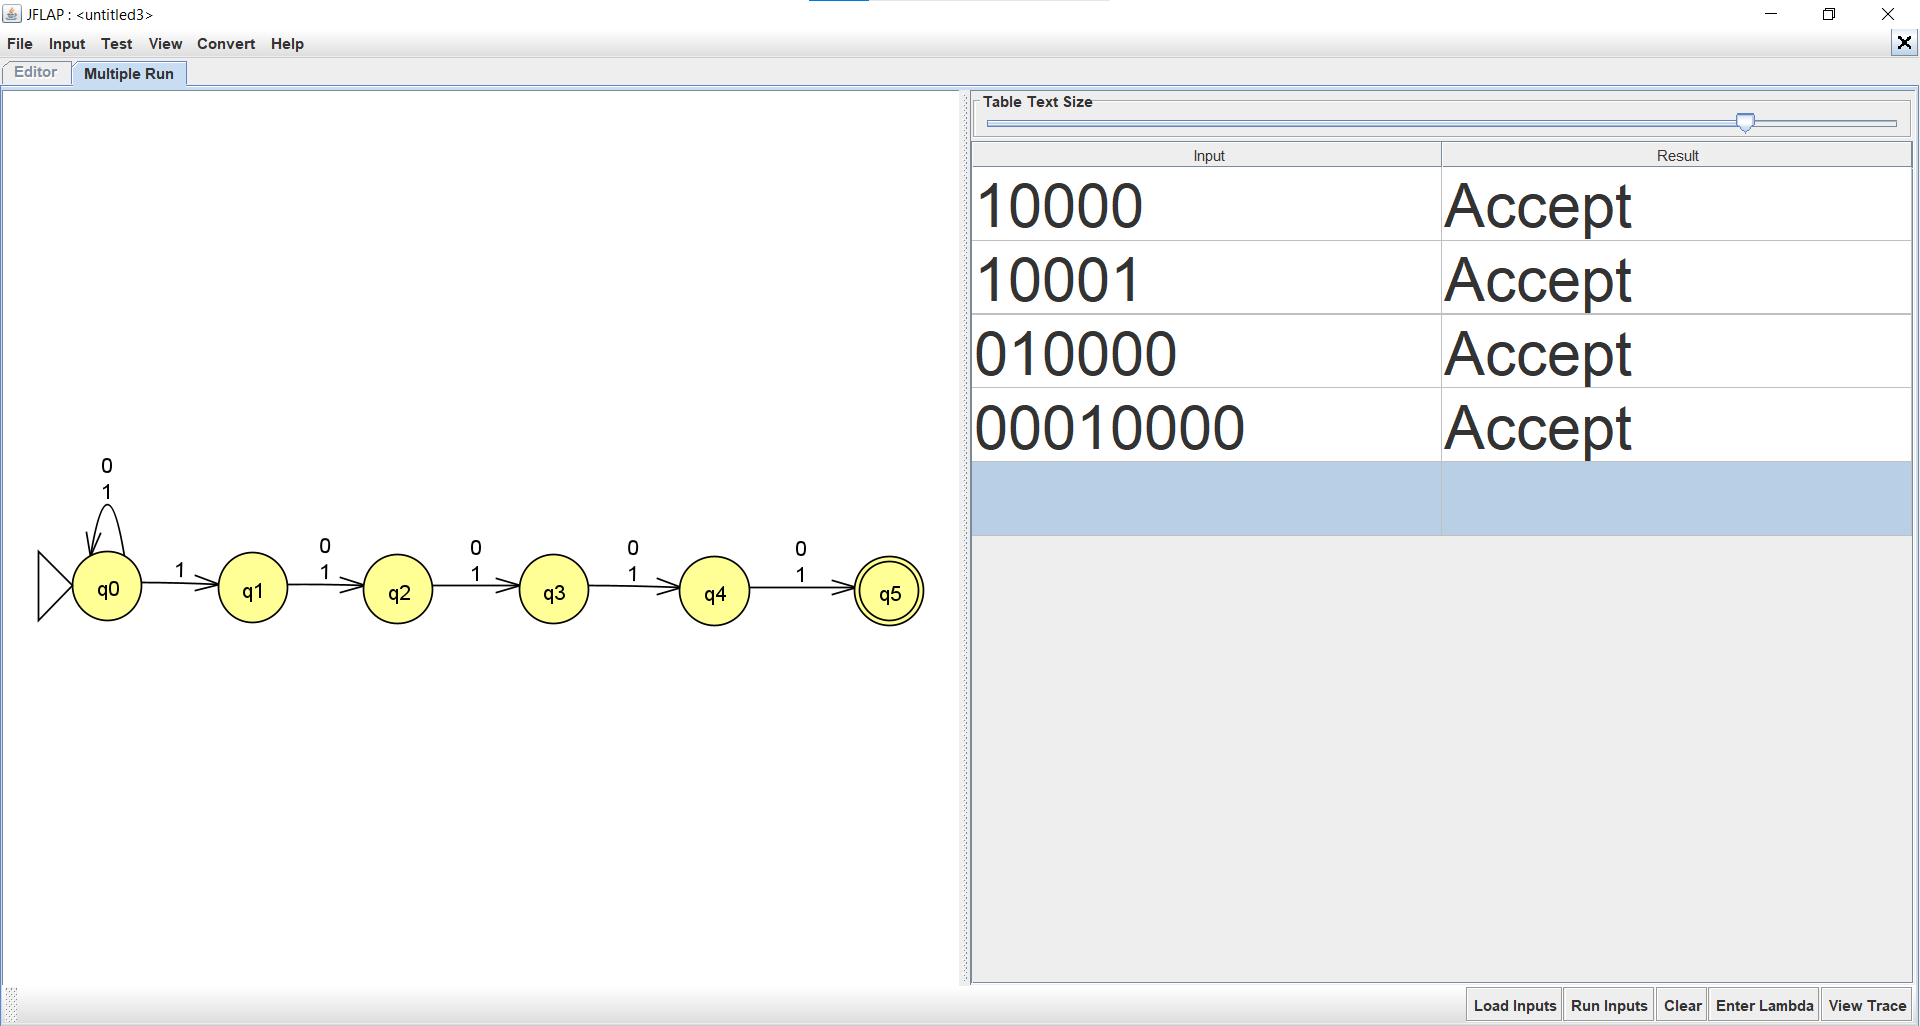 JFLAP : <untitled3>
File Input Test View Convert Help
Editor Multiple Run
Table Text Size
Input Result
10000 Accept
10001 Accept
010000 Accept
00010000 Accept
0
1
1
0
1
0
1
0
1
0
1
q0 q1 q2 q3 q4 q5
Load Inputs Run Inputs Clear Enter Lambda View Trace